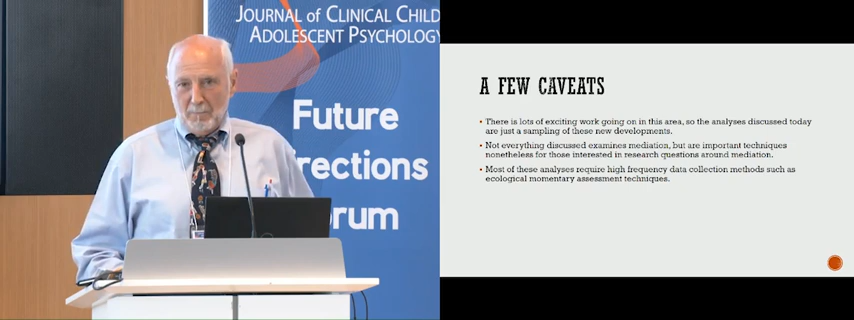 JOURNAL of CLINICAL CHILD
ADOLESCENT PSYCHOLOGY
Future
rections
rum
A FEW CAVEATS
▪ There is lots of exciting work going on in this area, so the analyses discussed today
are just a sampling of these new developments.
▪ Not everything discussed examines mediation, but are important techniques
nonetheless for those interested in research questions around mediation.
▪ Most of these analyses require high frequency data collection methods such as
ecological momentary assessment techniques.